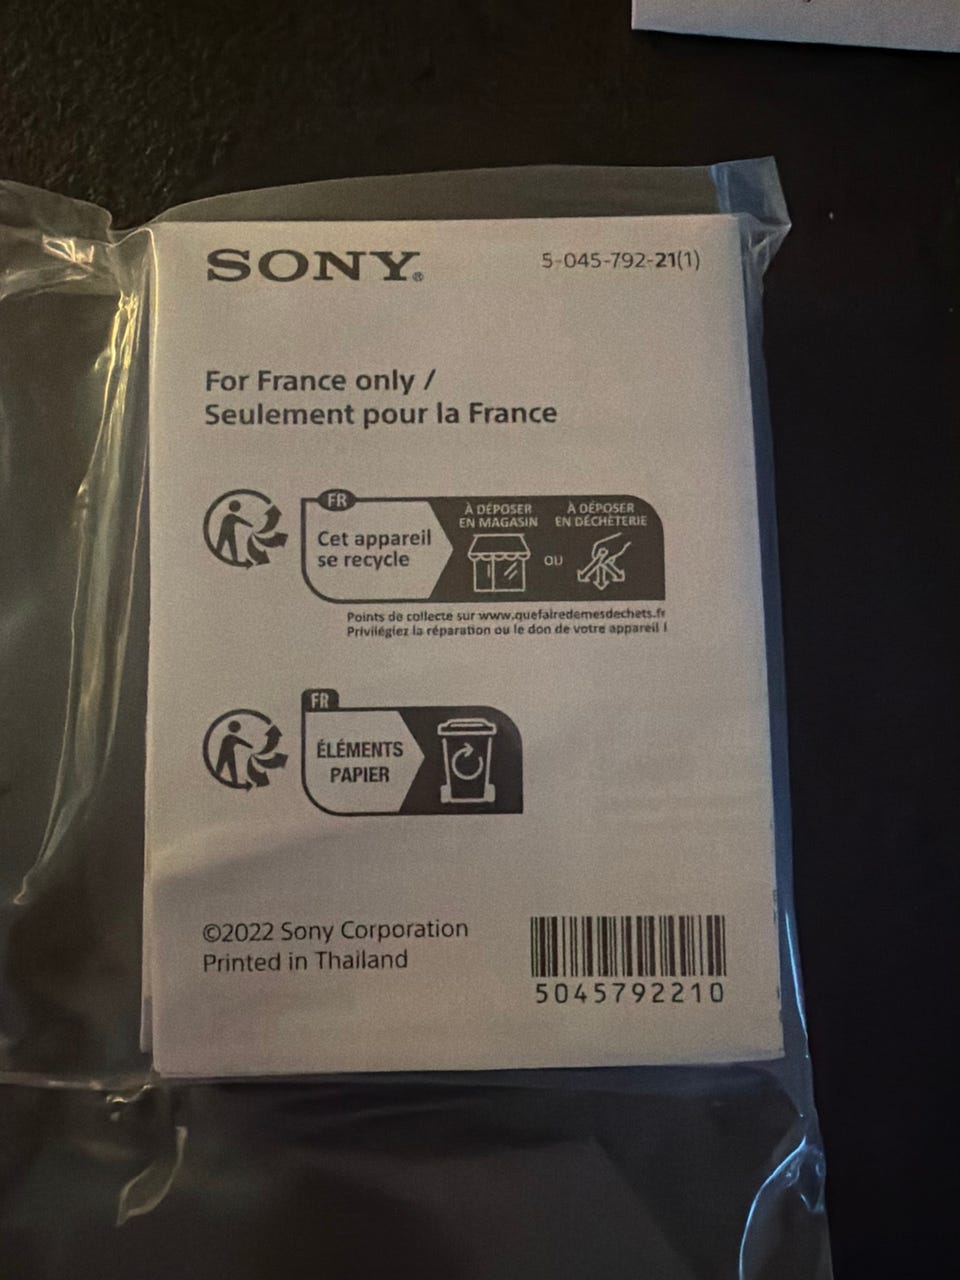 SONY®
5-045-792-21(1)
For France only /
Seulement pour la France
FR
Cet appareil
se recycle
À DÉPOSER
EN MAGASIN
OU
À DÉPOSER
EN DÉCHÈTERIE
Points de collecte sur www.quefairedemesdechets.fr
Privilégiez la réparation ou le don de votre appareil !
FR
ÉLÉMENTS
PAPIER
©2022 Sony Corporation
Printed in Thailand
5045792210